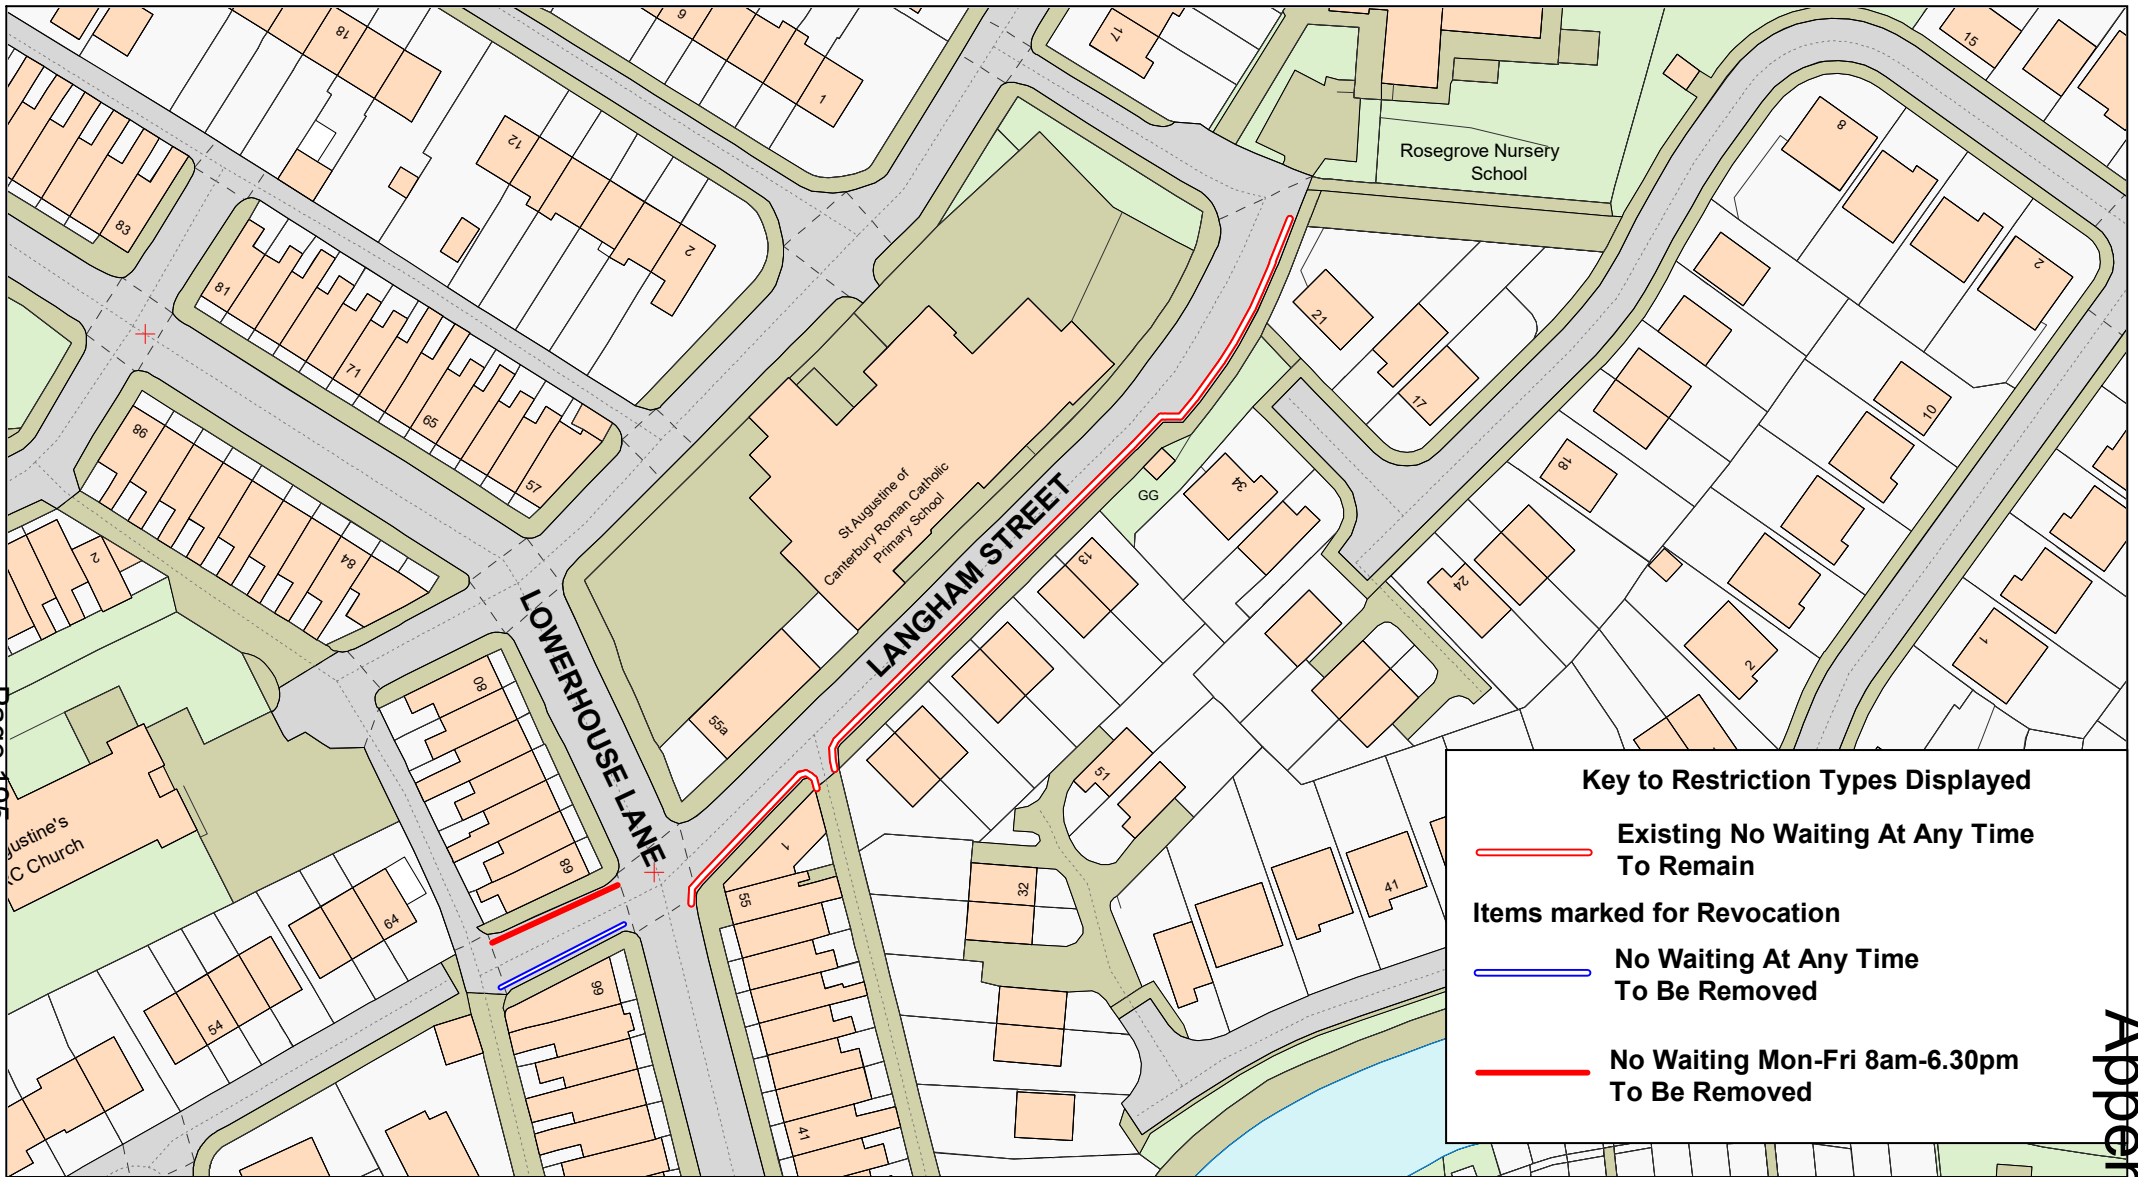 18
6
1
17
15
12
2
8
2
Rosegrove Nursery
School
83
81
71
65
57
21
17
10
18
96
84
2
St Augustine of
Canterbury Roman Catholic
Primary School
GG
34
13
24
2
1
LANGHAM STREET
LOWERHOUSE LANE
80
68
55a
51
1
55
32
41
66
64
54
41
ustine's
C Church
Key to Restriction Types Displayed
Existing No Waiting At Any Time
To Remain
Items marked for Revocation
No Waiting At Any Time
To Be Removed
No Waiting Mon-Fri 8am-6.30pm
To Be Removed